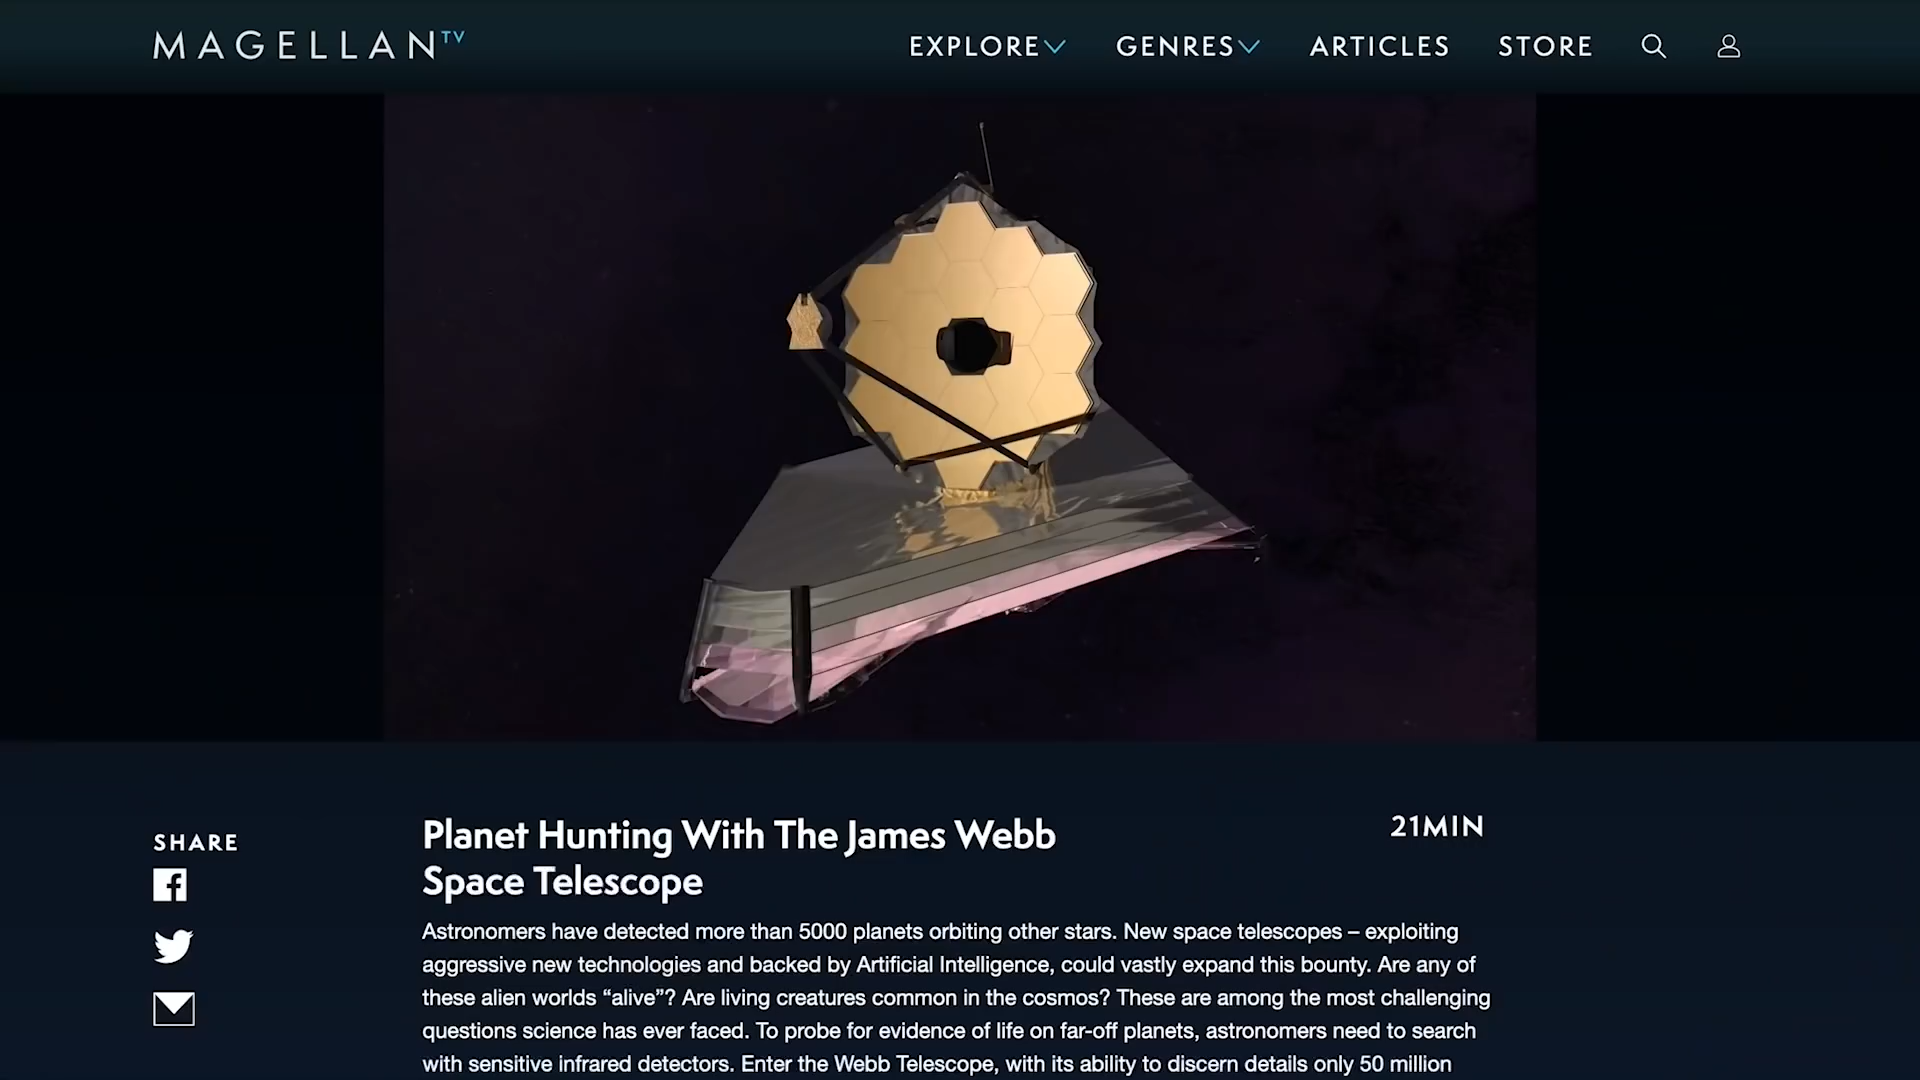 MAGELLAN TV
EXPLORE
GENRES
ARTICLES
STORE
SHARE
Planet Hunting With The James Webb
Space Telescope
21MIN
Astronomers have detected more than 5000 planets orbiting other stars. New space telescopes – exploiting
aggressive new technologies and backed by Artificial Intelligence, could vastly expand this bounty. Are any of
these alien worlds “alive”? Are living creatures common in the cosmos? These are among the most challenging
questions science has ever faced. To probe for evidence of life on far-off planets, astronomers need to search
with sensitive infrared detectors. Enter the Webb Telescope, with its ability to discern details only 50 million